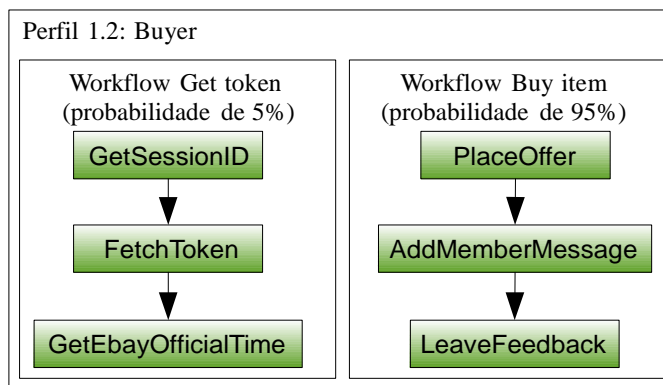 Perfil 1.2: Buyer
Workflow Get token
(probabilidade de 5%)
GetSessionID
FetchToken
GetEbayOfficialTime
Workflow Buy item
(probabilidade de 95%)
PlaceOffer
AddMemberMessage
LeaveFeedback